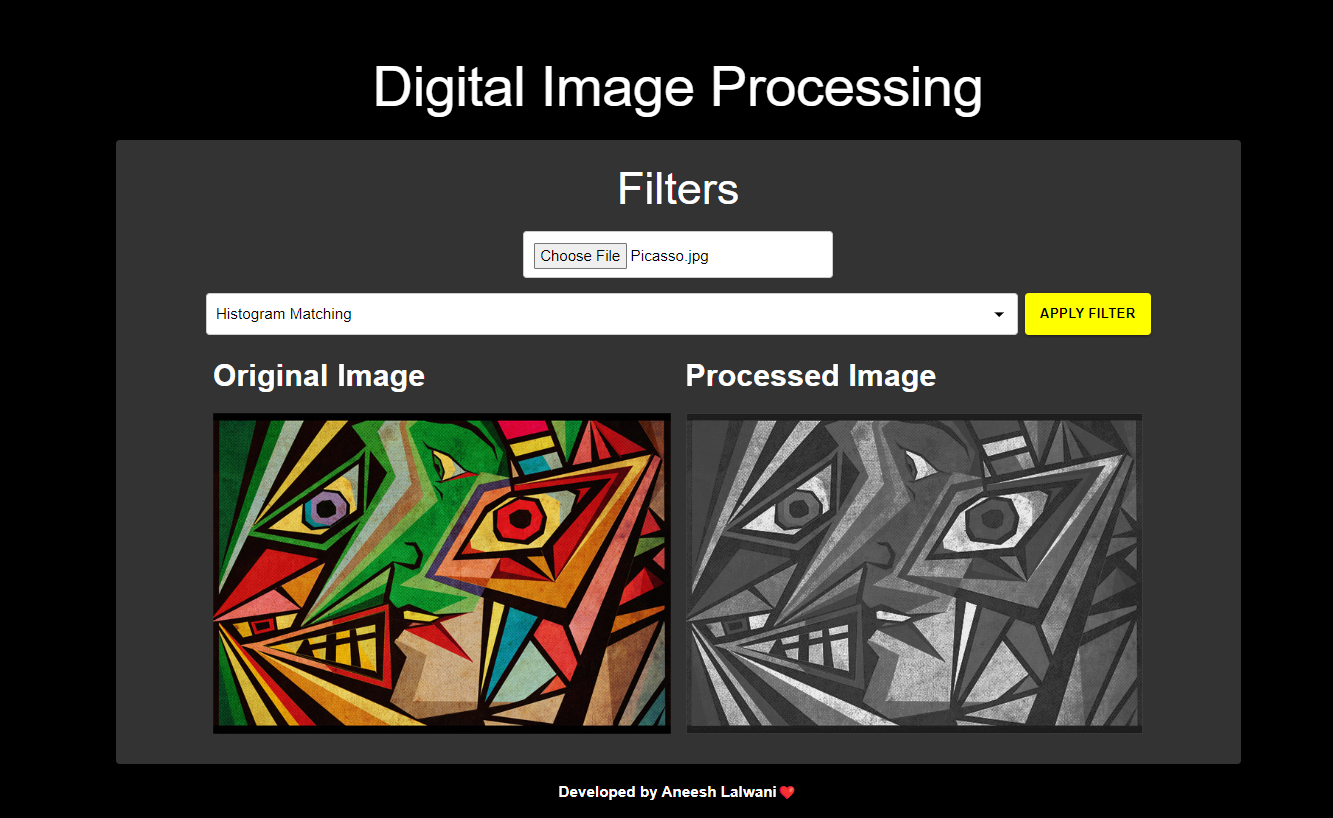 Digital Image Processing
Filters
Choose File Picasso.jpg
Histogram Matching
APPLY FILTER
Original Image
Processed Image
Developed by Aneesh Lalwani❤️